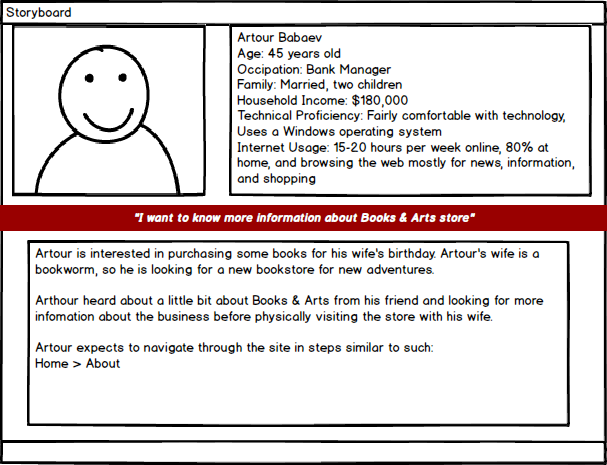 Storyboard
Artour Babaev
Age: 45 years old
Occipation: Bank Manager
Family: Married, two children
Household Income: $180,000
Technical Proficiency: Fairly comfortable with technology,
Uses a Windows operating system
Internet Usage: 15-20 hours per week online, 80% at
home, and browsing the web mostly for news, information,
and shopping
"I want to know more information about Books & Arts store"
Artour is interested in purchasing some books for his wife's birthday. Artour's wife is a
bookworm, so he is looking for a new bookstore for new adventures.
Arthour heard about a little bit about Books & Arts from his friend and looking for more
infomation about the business before physically visiting the store with his wife.
Artour expects to navigate through the site in steps similar to such:
Home > About